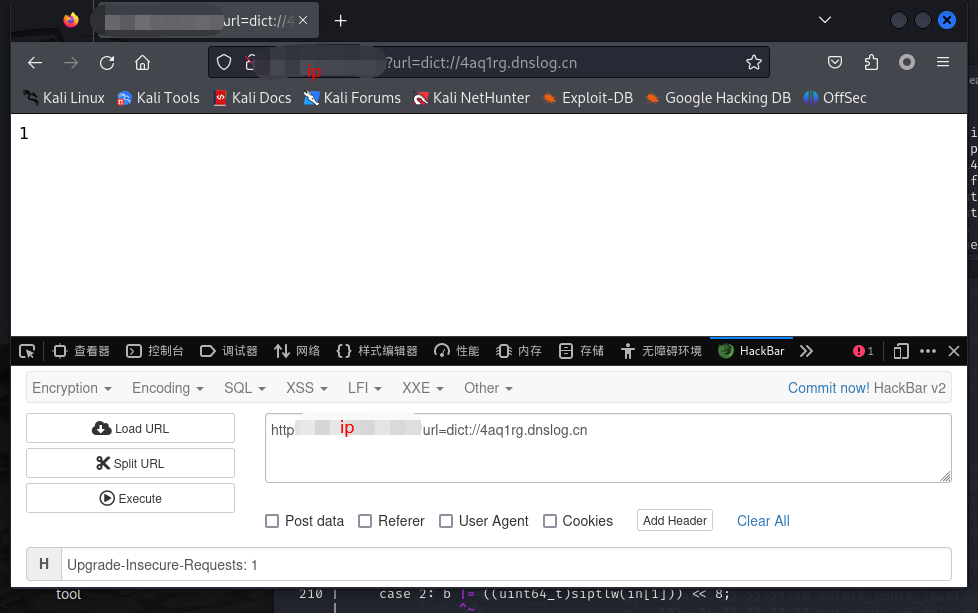 url=dict://4
ip
?url=dict://4aq1rg.dnslog.cn
Kali Linux Kali Tools Kali Docs Kali Forums Kali NetHunter Exploit-DB Google Hacking DB OffSec
1
查看器 控制台 调试器 网络 样式编辑器 性能 内存 存储 无障碍环境 HackBar 1
Encryption Encoding SQL XSS LFI XXE Other Commit now! HackBar v2
Load URL
Split URL
Execute
http ip url=dict://4aq1rg.dnslog.cn
Post data Referer User Agent Cookies Add Header Clear All
H Upgrade-Insecure-Requests: 1
tool
210 | case 2: b |= ((uint64_t)siptlw(in[1])) << 8;
| ^~